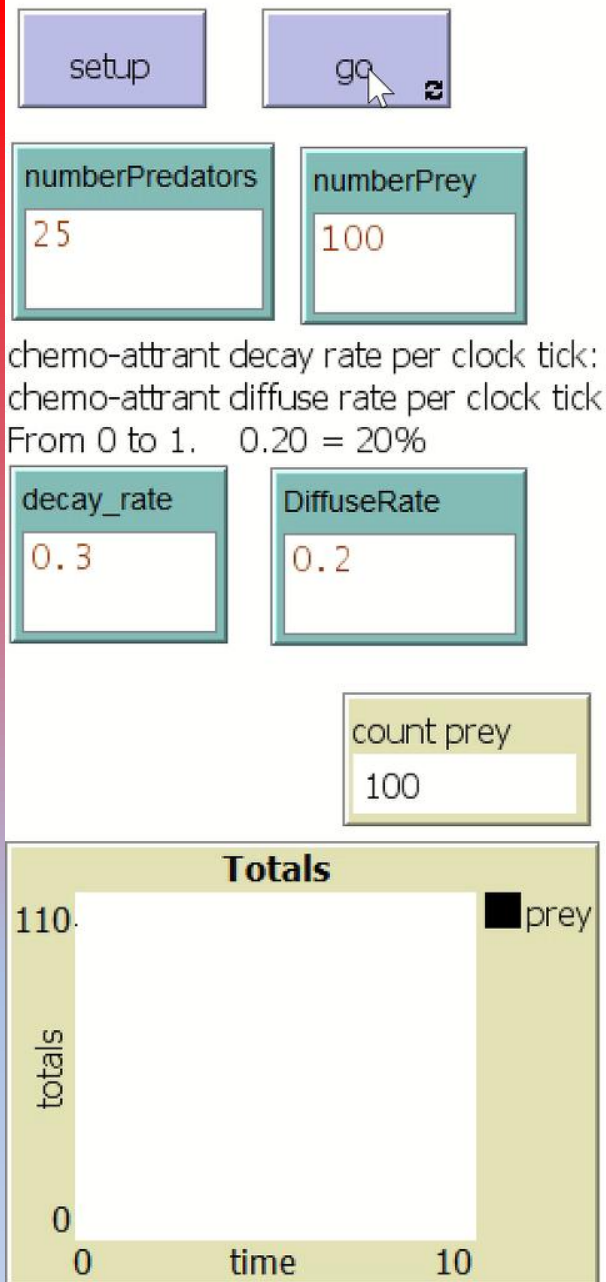 setup go
numberPredators numberPrey
25 100
chemo-attrant decay rate per clock tick:
chemo-attrant diffuse rate per clock tick
From 0 to 1. 0.20 = 20%
decay_rate DiffuseRate
0.3 0.2
count prey
100
Totals
110
prey
totals
0
0 time 10